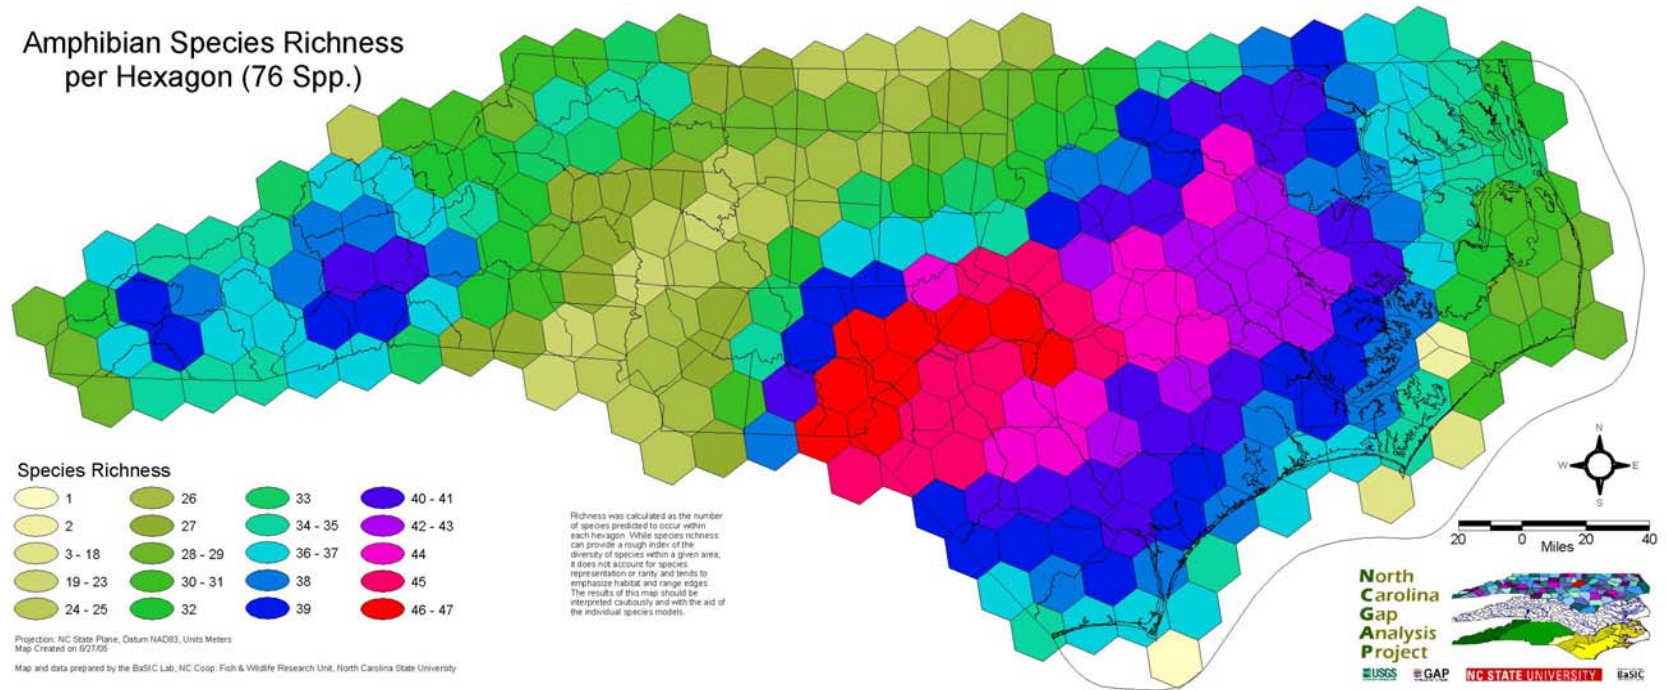 Amphibian Species Richness
per Hexagon (76 Spp.)
Species Richness
1
2
3 - 18
19 - 23
24 - 25
26
27
28 - 29
30 - 31
32
33
34 - 35
36 - 37
38
39
40 - 41
42 - 43
44
45
46 - 47
Richness was calculated as the number
of species predicted to occur within
each hexagon. While species richness
can provide a rough index of the
diversity of species within a given area,
it does not account for species
representation or rarity and tends to
emphasize habitat and range edges.
The results of this map should be
interpreted cautiously and with the aid of
the individual species models.
N
W
E
S
20 0 20 40
Miles
North
Carolina
Gap
Analysis
Project
USGS GAP NC STATE UNIVERSITY BaSIC
Projection: NC State Plane, Datum NAD83, Units Meters
Map Created on 6/27/05
Map and data prepared by the BaSIC Lab, NC Coop. Fish & Wildlife Research Unit, North Carolina State University